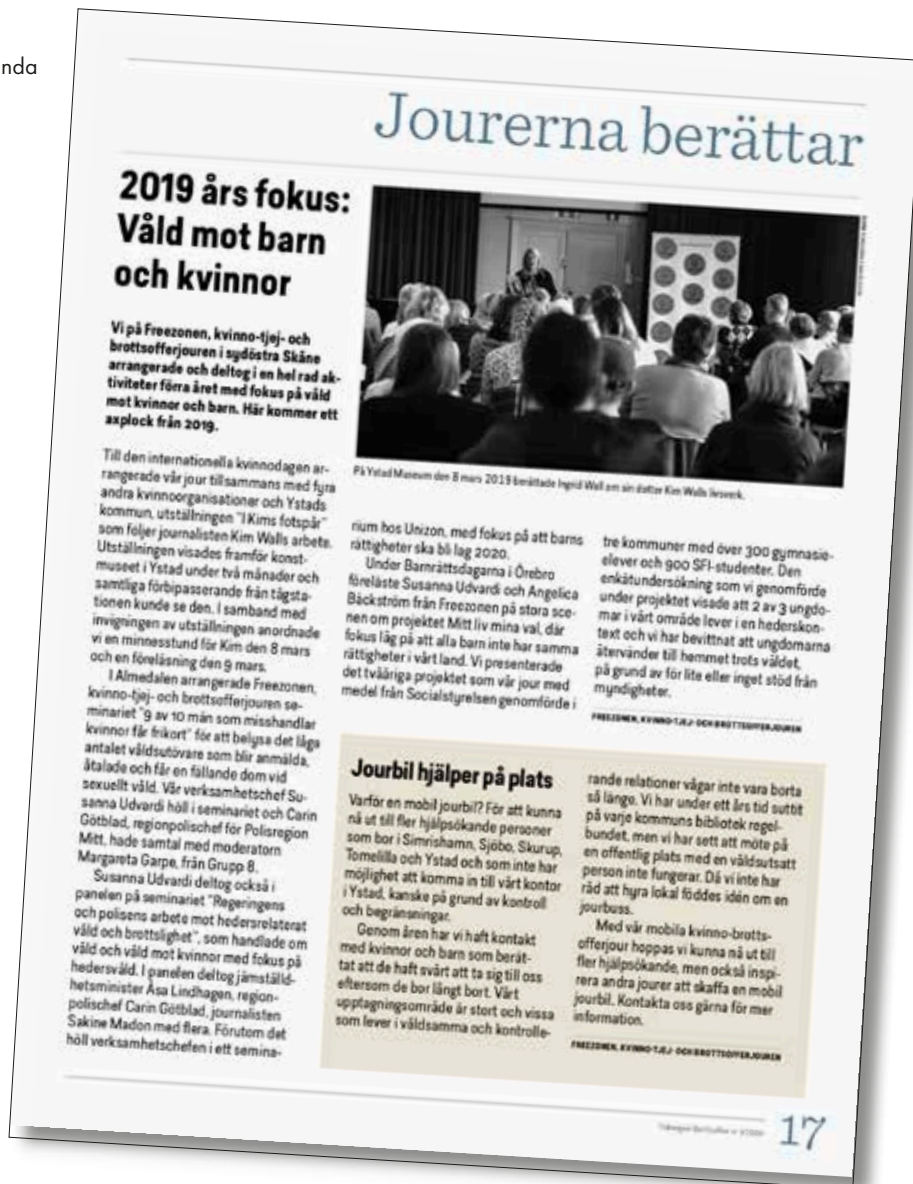 nda
Jourerna berättar
2019 års fokus:
Våld mot barn
och kvinnor
Vi på Freezonen, kvinno-tjej- och
brottsofferjouren i sydöstra Skåne
arrangerade och deltog i en hel rad ak-
tiviteter förra året med fokus på våld
mot kvinnor och barn. Här kommer ett
axplock från 2019.
Till den internationella kvinnodagen ar-
rangerade vår jour tillsammans med fyra
andra kvinnoorganisationer och Ystads
kommun, utställningen "I Kims fotspår"
som följer journalisten Kim Walls arbete.
Utställningen visades framför konst-
museet i Ystad under två månader och
samtliga förbipasserande från tågsta-
tionen kunde se den. I samband med
invigningen av utställningen anordnade
vi en minnesstund för Kim den 8 mars
och en föreläsning den 9 mars.
I Almedalen arrangerade Freezonen,
kvinno-tjej- och brottsofferjouren se-
minariet "9 av 10 män som misshandlar
kvinnor får frikort" för att belysa det låga
antalet våldsutövare som blir anmälda,
åtalade och får en fällande dom vid
sexuellt våld. Vår verksamhetschef Su-
sanna Udvardi höll i seminariet och Carin
Götblad, regionpolischef för Polisregion
Mitt, hade samtal med moderatorn
Margareta Garpe, från Grupp 8.
Susanna Udvardi deltog också i
panelen på seminariet "Regeringens
och polisens arbete mot hedersrelaterat
våld och brottslighet", som handlade om
våld och våld mot kvinnor med fokus på
hedersvåld. I panelen deltog jämställd-
hetsminister Åsa Lindhagen, region-
polischef Carin Götblad, journalisten
Sakine Madon med flera. Förutom det
höll verksamhetschefen i ett semina-
På Ystad Museum den 8 mars 2019 berättade Ingrid Wall om sin dotter Kim Walls livsverk.
rium hos Unizon, med fokus på att barns
rättigheter ska bli lag 2020.
Under Barnrättsdagarna i Örebro
föreläste Susanna Udvardi och Angelica
Bäckström från Freezonen på stora sce-
nen om projektet Mitt liv mina val, där
fokus låg på att alla barn inte har samma
rättigheter i vårt land. Vi presenterade
det tvååriga projektet som vår jour med
medel från Socialstyrelsen genomförde i
tre kommuner med över 300 gymnasie-
elever och 900 SFI-studenter. Den
enkätundersökning som vi genomförde
under projektet visade att 2 av 3 ungdo-
mar i vårt område lever i en hederskon-
text och vi har bevittnat att ungdomarna
återvänder till hemmet trots våldet,
på grund av för lite eller inget stöd från
myndigheter.
FREEZONEN, KVINNO-TJEJ- OCH BROTTSOFFERJOUREN
Jourbil hjälper på plats
Varför en mobil jourbil? För att kunna
nå ut till fler hjälpsökande personer
som bor i Simrishamn, Sjöbo, Skurup,
Tomelilla och Ystad och som inte har
möjlighet att komma in till vårt kontor
i Ystad, kanske på grund av kontroll
och begränsningar.
Genom åren har vi haft kontakt
med kvinnor och barn som berät-
tat att de haft svårt att ta sig till oss
eftersom de bor långt bort. Vårt
upptagningsområde är stort och vissa
som lever i våldsamma och kontrolle-
rande relationer vågar inte vara borta
så länge. Vi har under ett års tid suttit
på varje kommuns bibliotek regel-
bundet, men vi har sett att möte på
en offentlig plats med en våldsutsatt
person inte fungerar. Då vi inte har
råd att hyra lokal föddes idén om en
jourbuss.
Med vår mobila kvinno-brotts-
offerjour hoppas vi kunna nå ut till
fler hjälpsökande, men också inspi-
rera andra jourer att skaffa en mobil
jourbil. Kontakta oss gärna för mer
information.
FREEZONEN, KVINNO-TJEJ- OCH BROTTSOFFERJOUREN
17